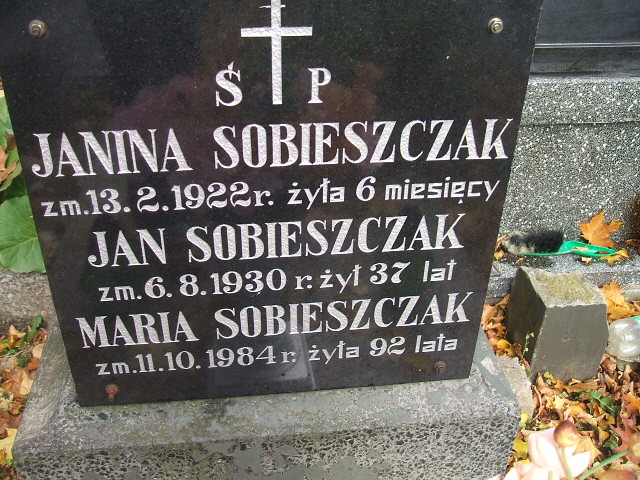 Ś P
JANINA SOBIESZCZAK
zm. 13. 2. 1922 r. żyła 6 miesięcy
JAN SOBIESZCZAK
zm. 6. 8. 1930 r. żył 37 lat
MARIA SOBIESZCZAK
zm. 11. 10. 1984 r. żyła 92 lata